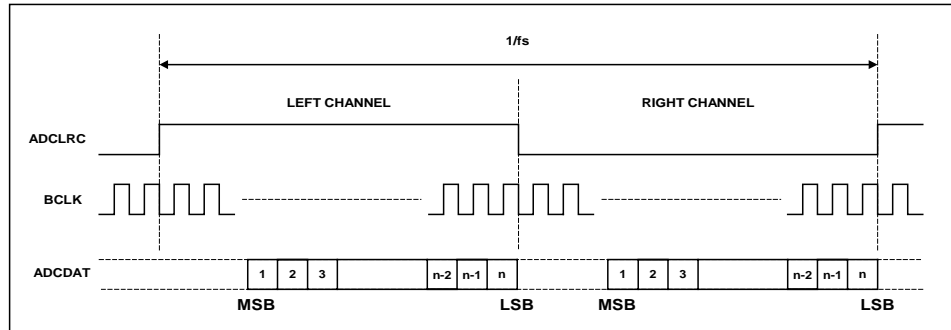 1/fs
LEFT CHANNEL RIGHT CHANNEL
ADCLRC
BCLK
ADCDAT 1 2 3 n-2 n-1 n 1 2 3 n-2 n-1 n
MSB LSB MSB LSB